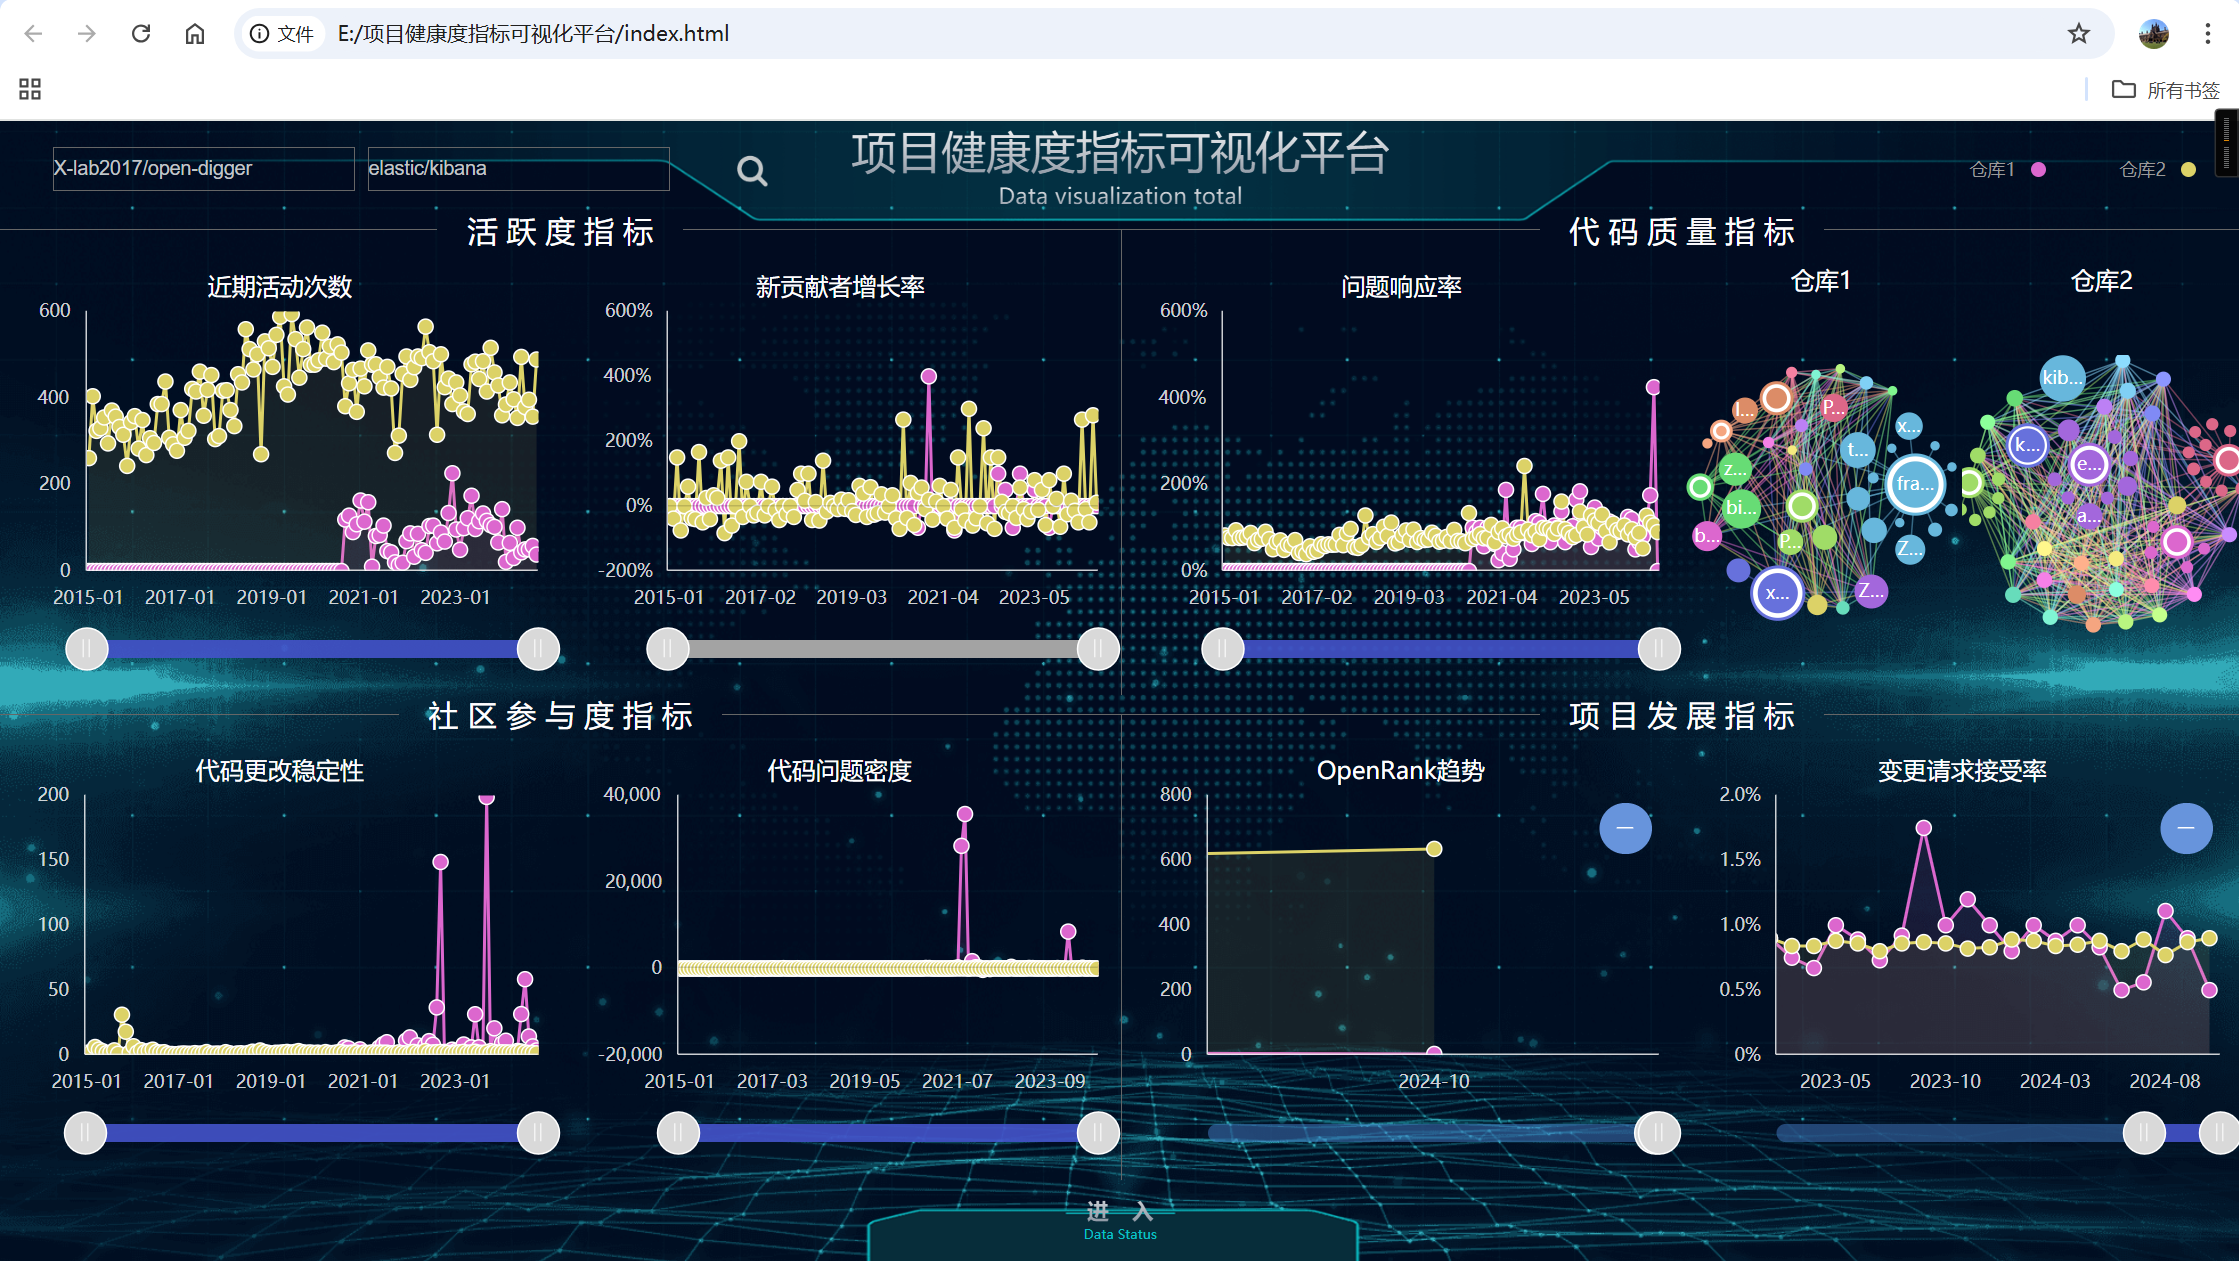 文件 E:/项目健康度指标可视化平台/index.html
所有书签
X-lab2017/open-digger elastic/kibana
项目健康度指标可视化平台
Data visualization total
仓库1 仓库2
活跃度指标
代码质量指标
近期活动次数
600
400
200
0
2015-01 2017-01 2019-01 2021-01 2023-01
新贡献者增长率
600%
400%
200%
0%
-200%
2015-01 2017-02 2019-03 2021-04 2023-05
问题响应率
600%
400%
200%
0%
2015-01 2017-02 2019-03 2021-04 2023-05
仓库1
I...
P...
x...
t...
z...
fra...
bi...
b...
P...
Z...
x...
Z...
仓库2
kib...
k...
e...
a...
社区参与度指标
项目发展指标
代码更改稳定性
200
150
100
50
0
2015-01 2017-01 2019-01 2021-01 2023-01
代码问题密度
40,000
20,000
0
-20,000
2015-01 2017-03 2019-05 2021-07 2023-09
OpenRank趋势
800
600
400
200
0
2024-10
变更请求接受率
2.0%
1.5%
1.0%
0.5%
0%
2023-05 2023-10 2024-03 2024-08
进 入
Data Status